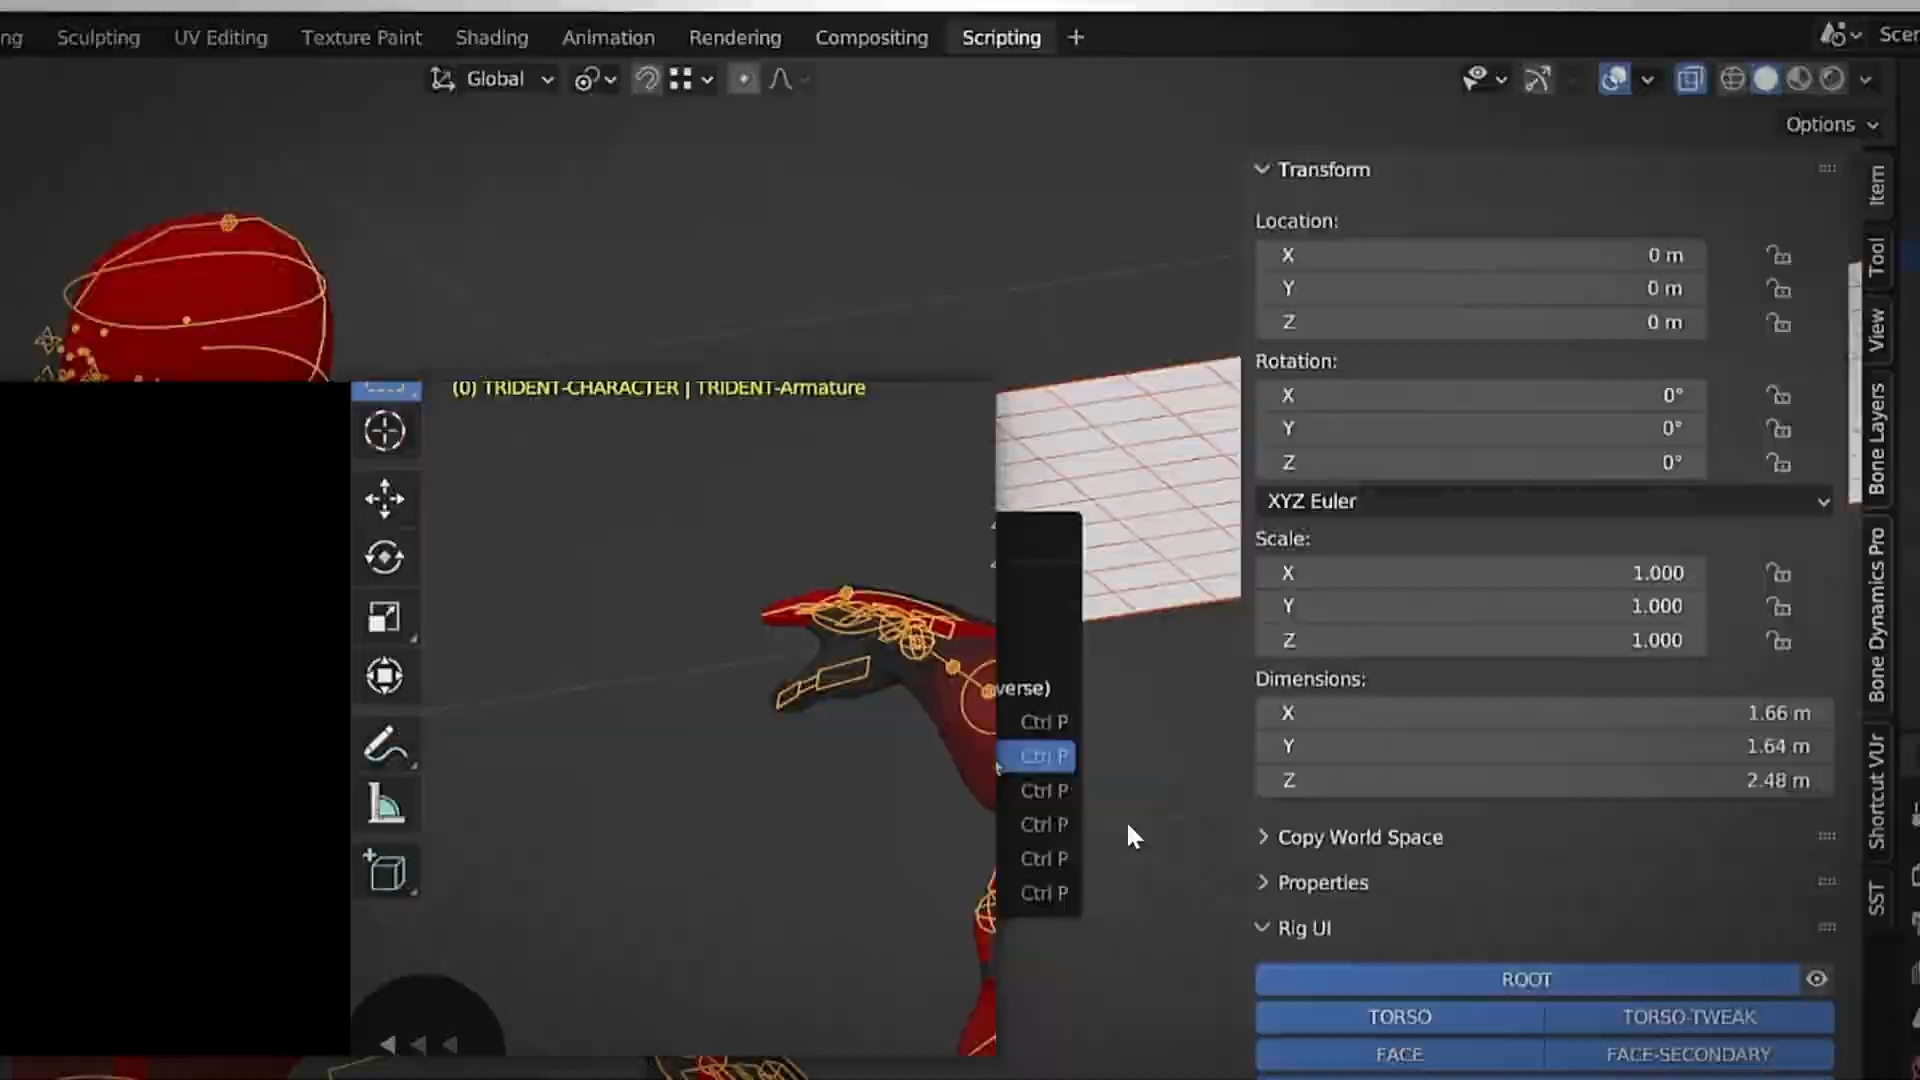 ng Sculpting UV Editing Texture Paint Shading Animation Rendering Compositing Scripting + Scen
Global
Options
Transform
Location:
X 0 m
Y 0 m
Z 0 m
Rotation:
X 0°
Y 0°
Z 0°
XYZ Euler
Scale:
X 1.000
Y 1.000
Z 1.000
Dimensions:
X 1.66 m
Y 1.64 m
Z 2.48 m
Copy World Space
Properties
Rig UI
ROOT
TORSO TORSO-TWEAK
FACE FACE-SECONDARY
Item
Tool
View
Bone Layers
Bone Dynamics Pro
Shortcut VUr
SST
(0) TRIDENT-CHARACTER | TRIDENT-Armature
verse)
Ctrl P
Ctrl P
Ctrl P
Ctrl P
Ctrl P
Ctrl P